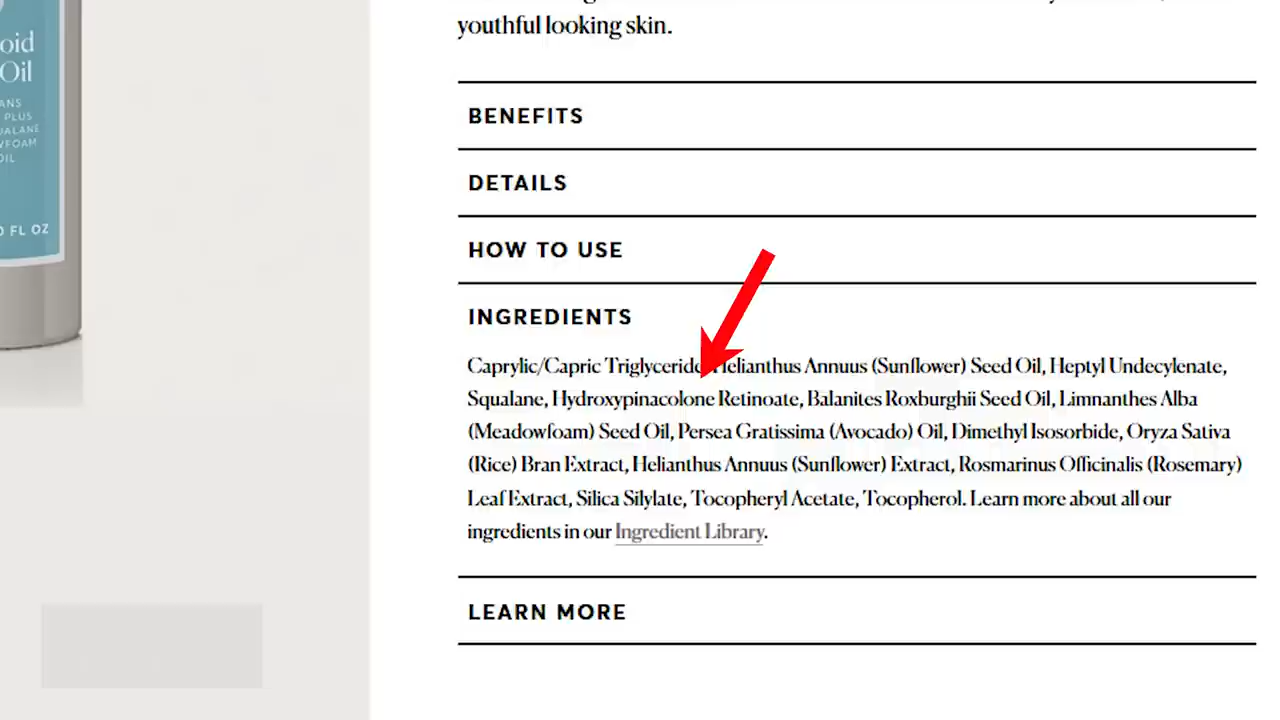 youthful looking skin.
oid
Oil
ANS
PLUS
UALANE
WFOAM
OIL
FL OZ
BENEFITS
DETAILS
HOW TO USE
INGREDIENTS
Caprylic/Capric Triglyceride, Helianthus Annuus (Sunflower) Seed Oil, Heptyl Undecylenate,
Squalane, Hydroxypinacolone Retinoate, Balanites Roxburghii Seed Oil, Limnanthes Alba
(Meadowfoam) Seed Oil, Persea Gratissima (Avocado) Oil, Dimethyl Isosorbide, Oryza Sativa
(Rice) Bran Extract, Helianthus Annuus (Sunflower) Extract, Rosmarinus Officinalis (Rosemary)
Leaf Extract, Silica Silylate, Tocopheryl Acetate, Tocopherol. Learn more about all our
ingredients in our Ingredient Library.
LEARN MORE